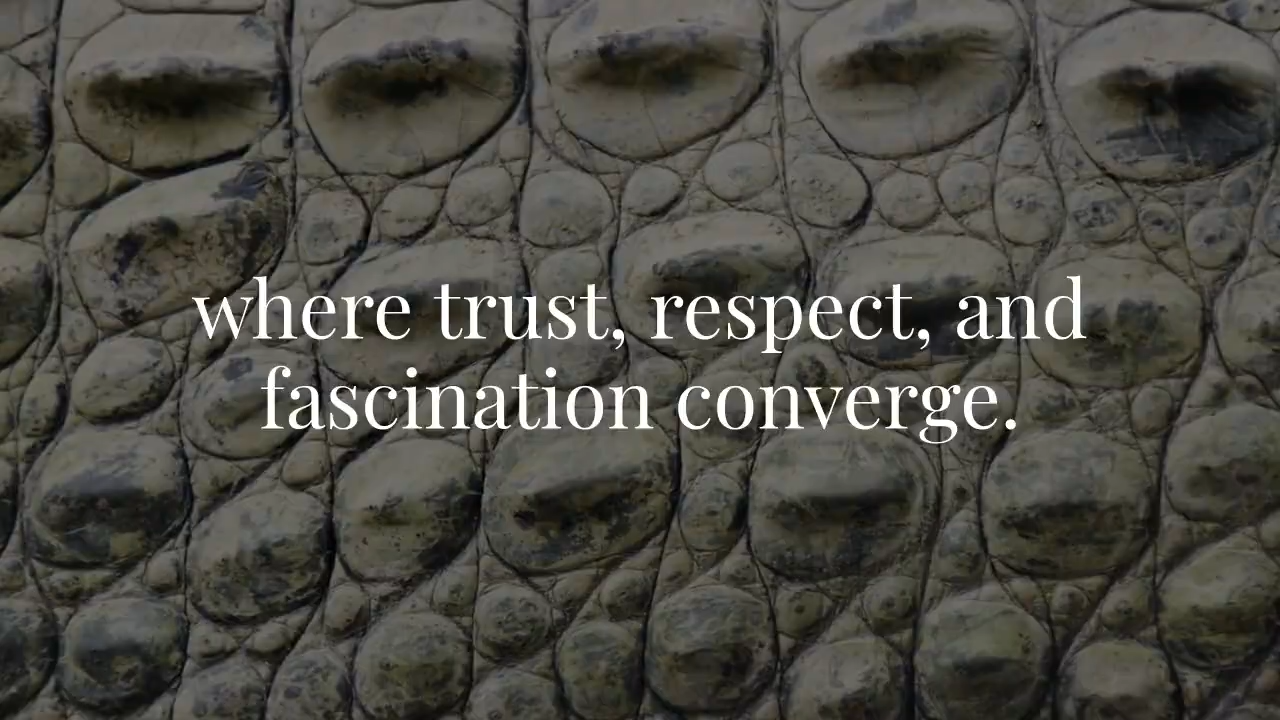 where trust, respect, and
fascination converge.